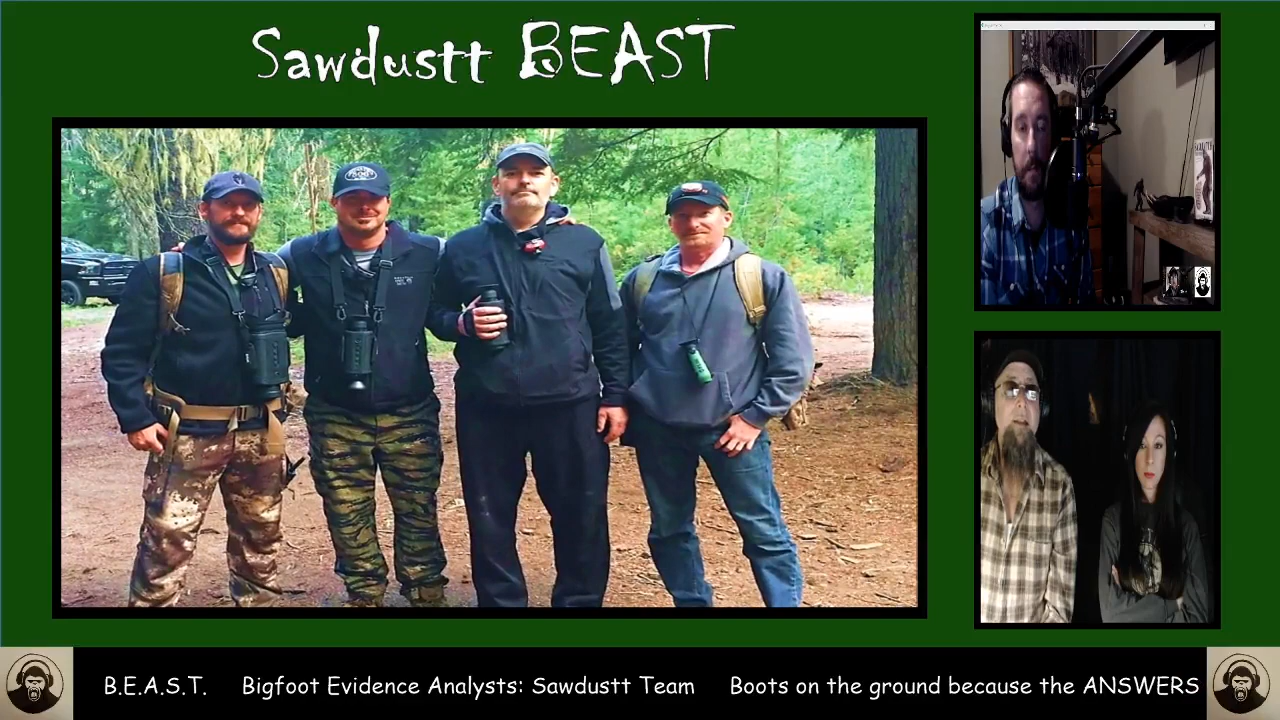 Sawdustt BEAST
B.E.A.S.T. Bigfoot Evidence Analysts: Sawdustt Team Boots on the ground because the ANSWERS